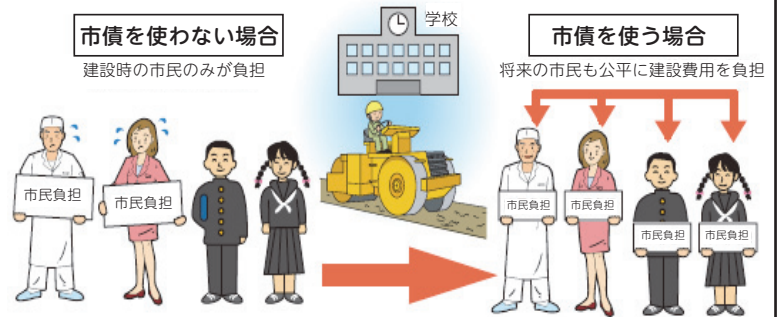 市債を使わない場合
建設時の市民のみが負担
学校
市債を使う場合
将来の市民も公平に建設費用を負担
市民負担
市民負担
市民負担
市民負担
市民負担
市民負担